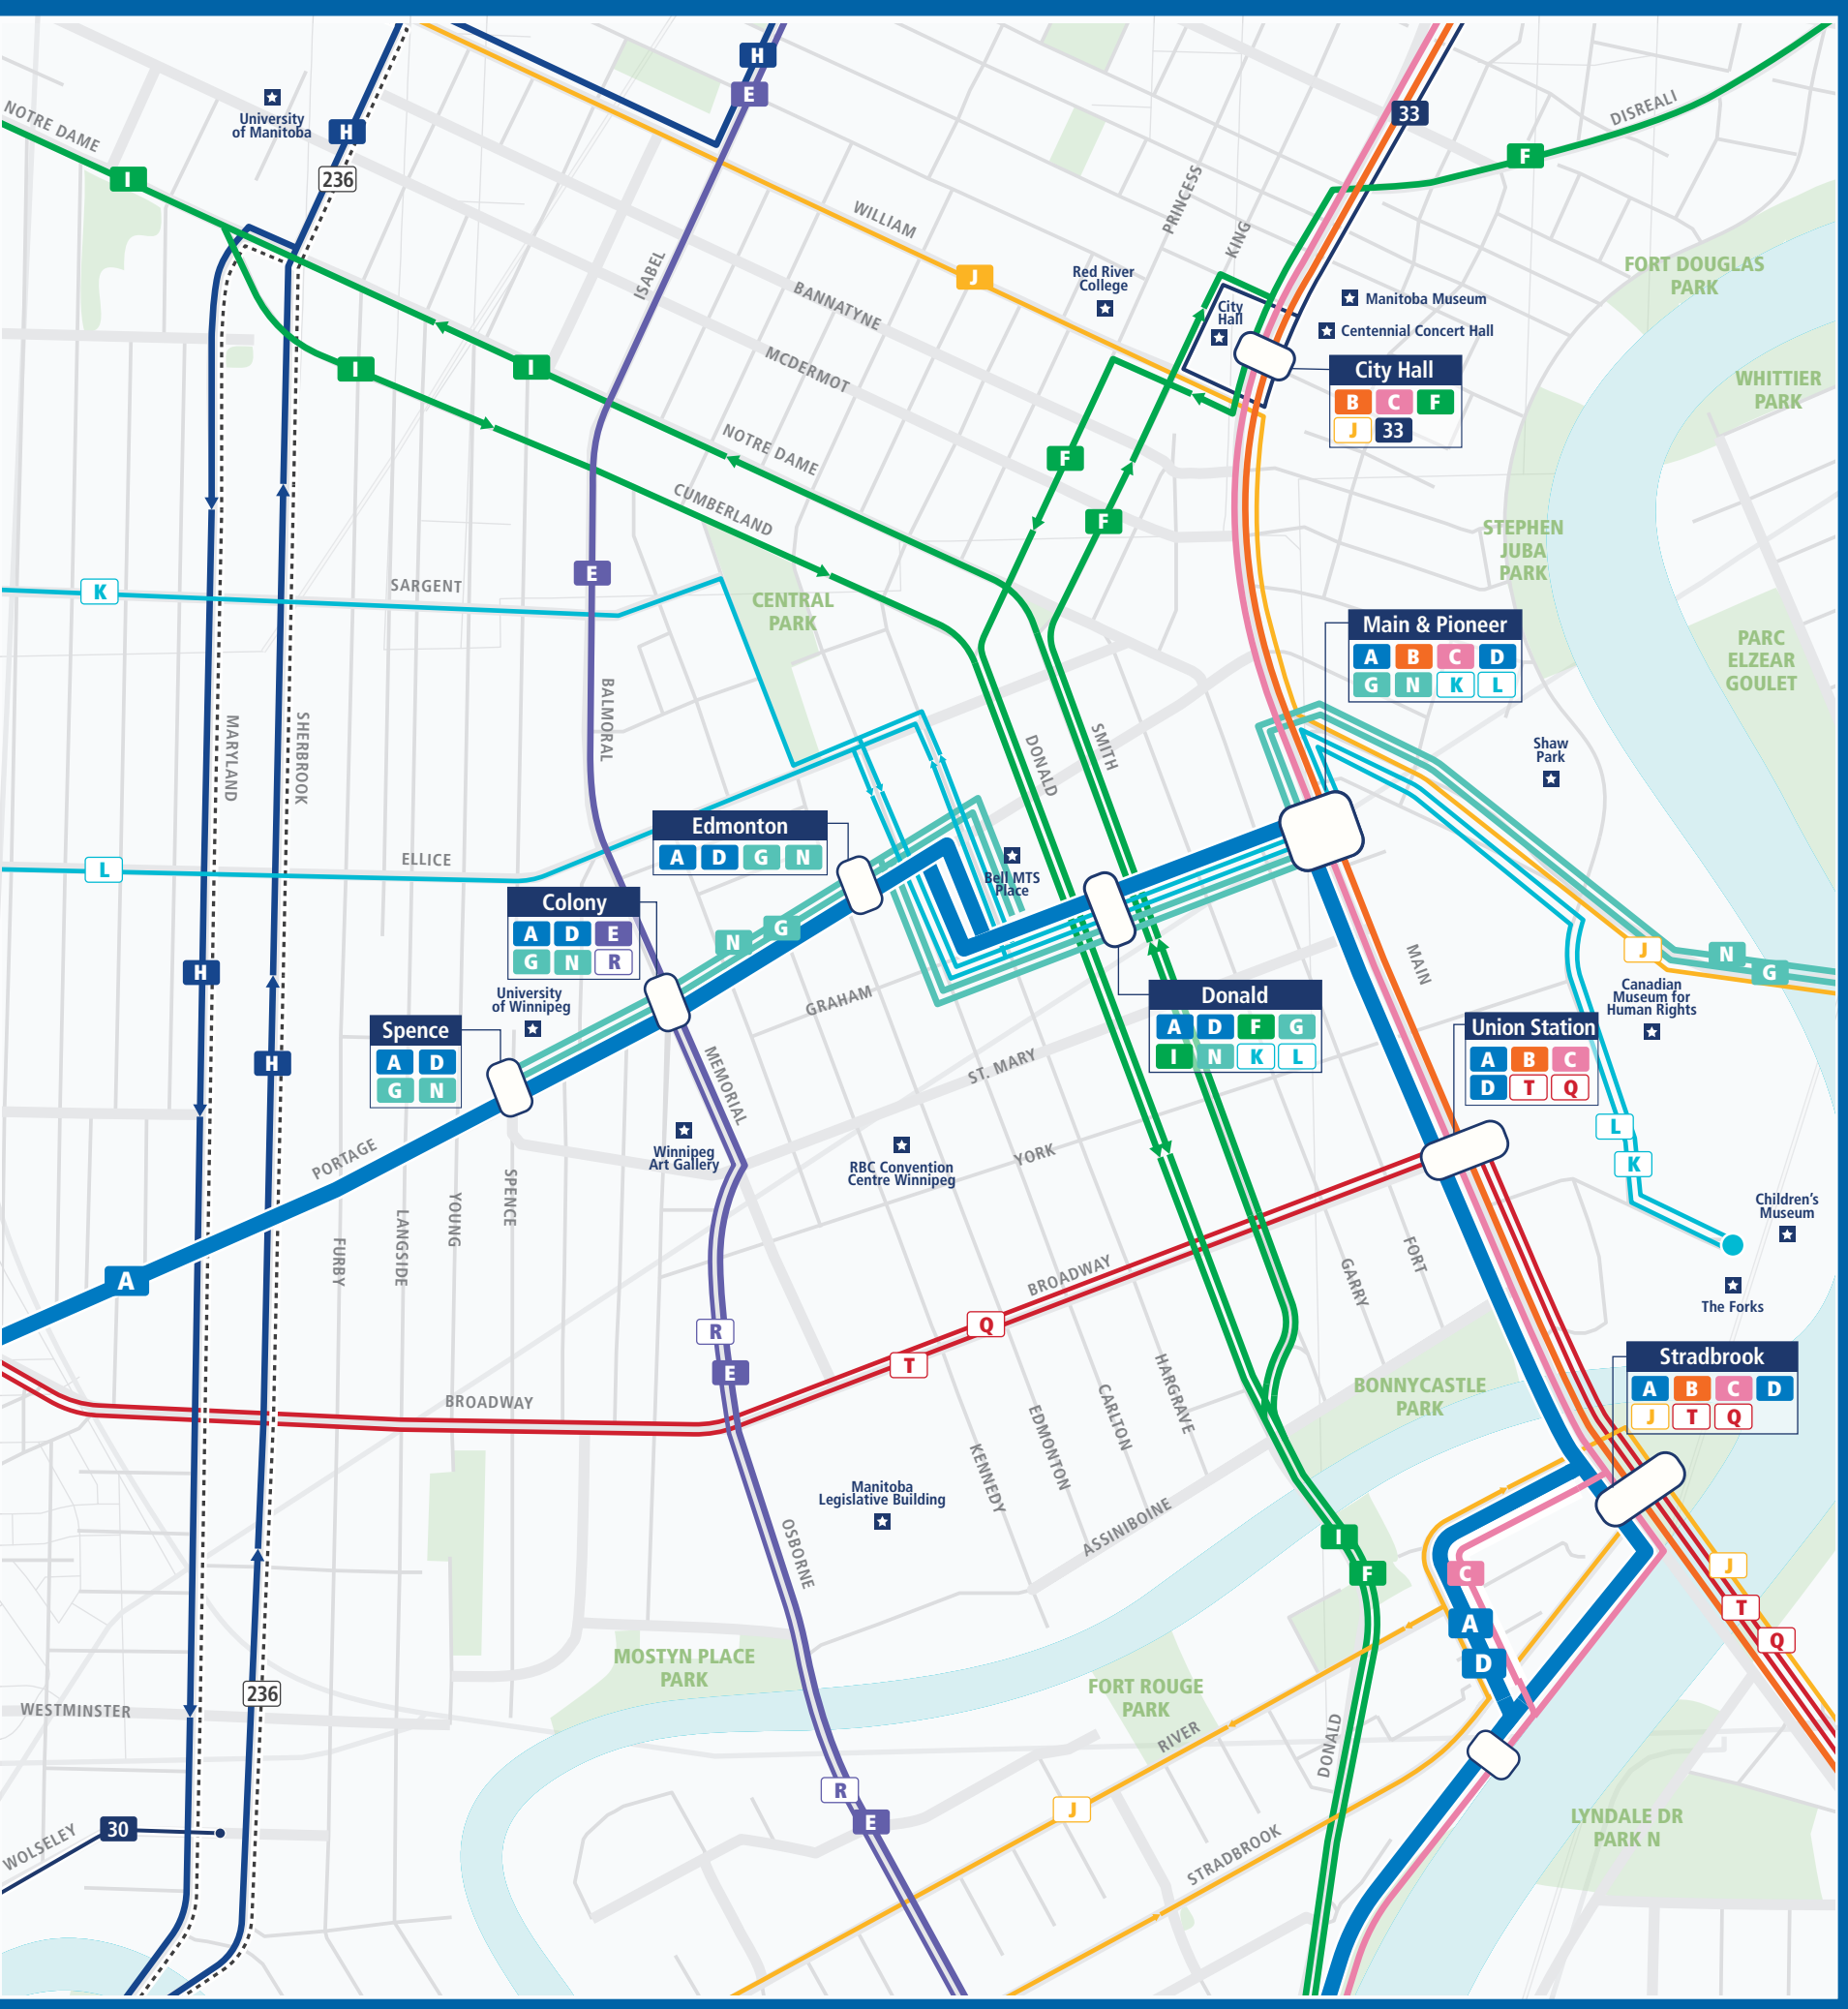 H
E
33
NOTRE DAME
University
of Manitoba
H
236
I
DISREALI
F
PRINCESS
KING
WILLIAM
ISABEL
J
BANNATYNE
Red River
College
City
Hall
Manitoba Museum
Centennial Concert Hall
FORT DOUGLAS
PARK
MCDERMOT
I
I
City Hall
B C F
J 33
WHITTIER
PARK
NOTRE DAME
F
CUMBERLAND
F
STEPHEN
JUBA
PARK
E
K
SARGENT
CENTRAL
PARK
Main & Pioneer
A B C D
G N K L
PARC
ELZEAR
GOULET
BALMORAL
MARYLAND
SHERBROOK
DONALD
SMITH
Shaw
Park
Edmonton
A D G N
L
ELLICE
Bell MTS
Place
Colony
A D E
G N R
N
G
MAIN
J
N
G
H
University
of Winnipeg
GRAHAM
Donald
A D F G
I N K L
Canadian
Museum for
Human Rights
Spence
A D
G N
Union Station
A B C
D T Q
H
MEMORIAL
ST. MARY
L
K
Winnipeg
Art Gallery
RBC Convention
Centre Winnipeg
YORK
PORTAGE
SPENCE
YOUNG
LANGSIDE
FURBY
Children's
Museum
A
BROADWAY
GARRY
FORT
The Forks
R
E
Q
T
Stradbrook
A B C D
J T Q
BROADWAY
HARGRAVE
CARLTON
EDMONTON
KENNEDY
BONNYCASTLE
PARK
Manitoba
Legislative Building
ASSINIBOINE
OSBORNE
I
F
C
J
T
Q
A
D
MOSTYN PLACE
PARK
FORT ROUGE
PARK
236
WESTMINSTER
RIVER
DONALD
R
E
J
30
WOLSELEY
STRADBROOK
LYNDALE DR
PARK N